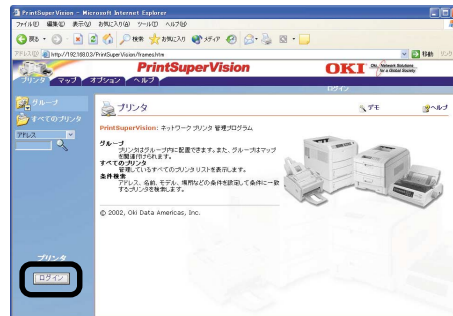 PrintSuperVision - Microsoft Internet Explorer
ファイル(F) 編集(E) 表示(V) お気に入り(A) ツール(T) ヘルプ(H)
戻る 検索 お気に入り メディア
アドレス(D) http://192.168.0.3/PrintSuperVision/frames.htm 移動
PrintSuperVision OKI Oki, Network Solutions for a Global Society
プリンタ マップ オプション ヘルプ ログイン
グループ
すべてのプリンタ
アドレス
プリンタ デモ ヘルプ
PrintSuperVision: ネットワーク プリンタ 管理プログラム
グループ
プリンタはグループ内に配置できます。また、グループはマップ
を関連付けられます。
すべてのプリンタ
管理しているすべてのプリンタリストを表示します。
条件検索
アドレス、名前、モデル、場所などの条件を設定して条件に一致
するプリンタを検索します。
© 2002, Oki Data Americas, Inc.
プリンタ
ログイン